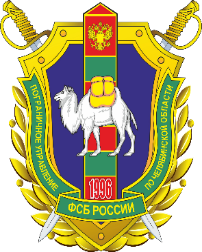 ПОГРАНИЧНОЕ УПРАВЛЕНИЕ
ПО ЧЕЛЯБИНСКОЙ ОБЛАСТИ
1996
ФСБ РОССИИ